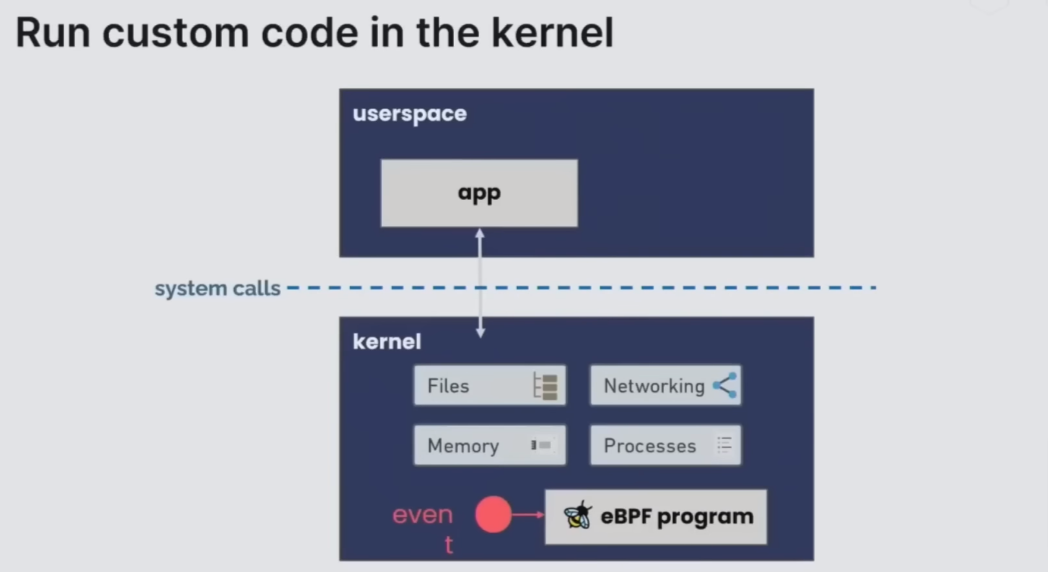 Run custom code in the kernel
userspace
app
system calls
kernel
Files
Networking
Memory
Processes
even
t
eBPF program